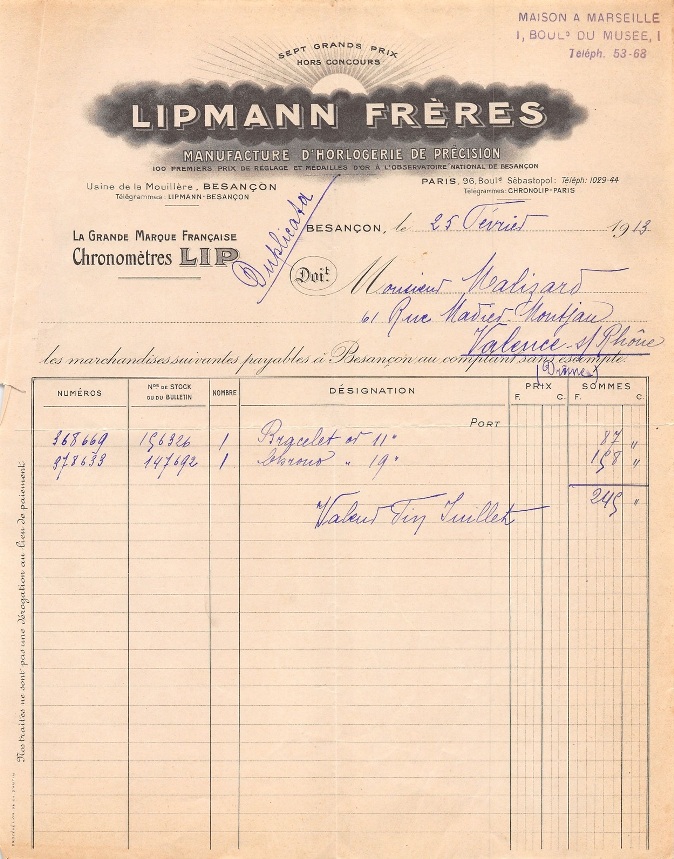 MAISON A MARSEILLE
1, BOULD DU MUSEE, 1
Téléph. 53-68
SEPT GRANDS PRIX
HORS CONCOURS
LIPMANN FRÈRES
MANUFACTURE D'HORLOGERIE DE PRÉCISION
100 PREMIERS PRIX DE RÉGLAGE ET MÉDAILLES D'OR A L'OBSERVATOIRE NATIONAL DE BESANÇON
Usine de la Mouillère, BESANÇON
Télégrammes: LIPMANN-BESANÇON
PARIS, 96, Bould Sébastopol: Téléph: 1029-44
Télégrammes: CHRONOLIP-PARIS
Duplicata
BESANÇON, le 25 Février 1913
LA GRANDE MARQUE FRANÇAISE
Chronomètres LIP
Doit Monsieur Malizard
61 Rue Madier-Montjau
Valence s/ Rhône
(Drôme)
les marchandises suivantes payables à Besançon au comptant sans escompte.
NUMÉROS NOS DE STOCK OU DU BULLETIN NOMBRE DÉSIGNATION PRIX F. C. SOMMES F. C.
PORT
368669 156326 1 Bracelet or 11" 87 "
378633 147692 1 Chrono " 19" 158 "
245 "
Valeur Fin Juillet
Nos traites ne sont pas une dérogation au lieu de paiement